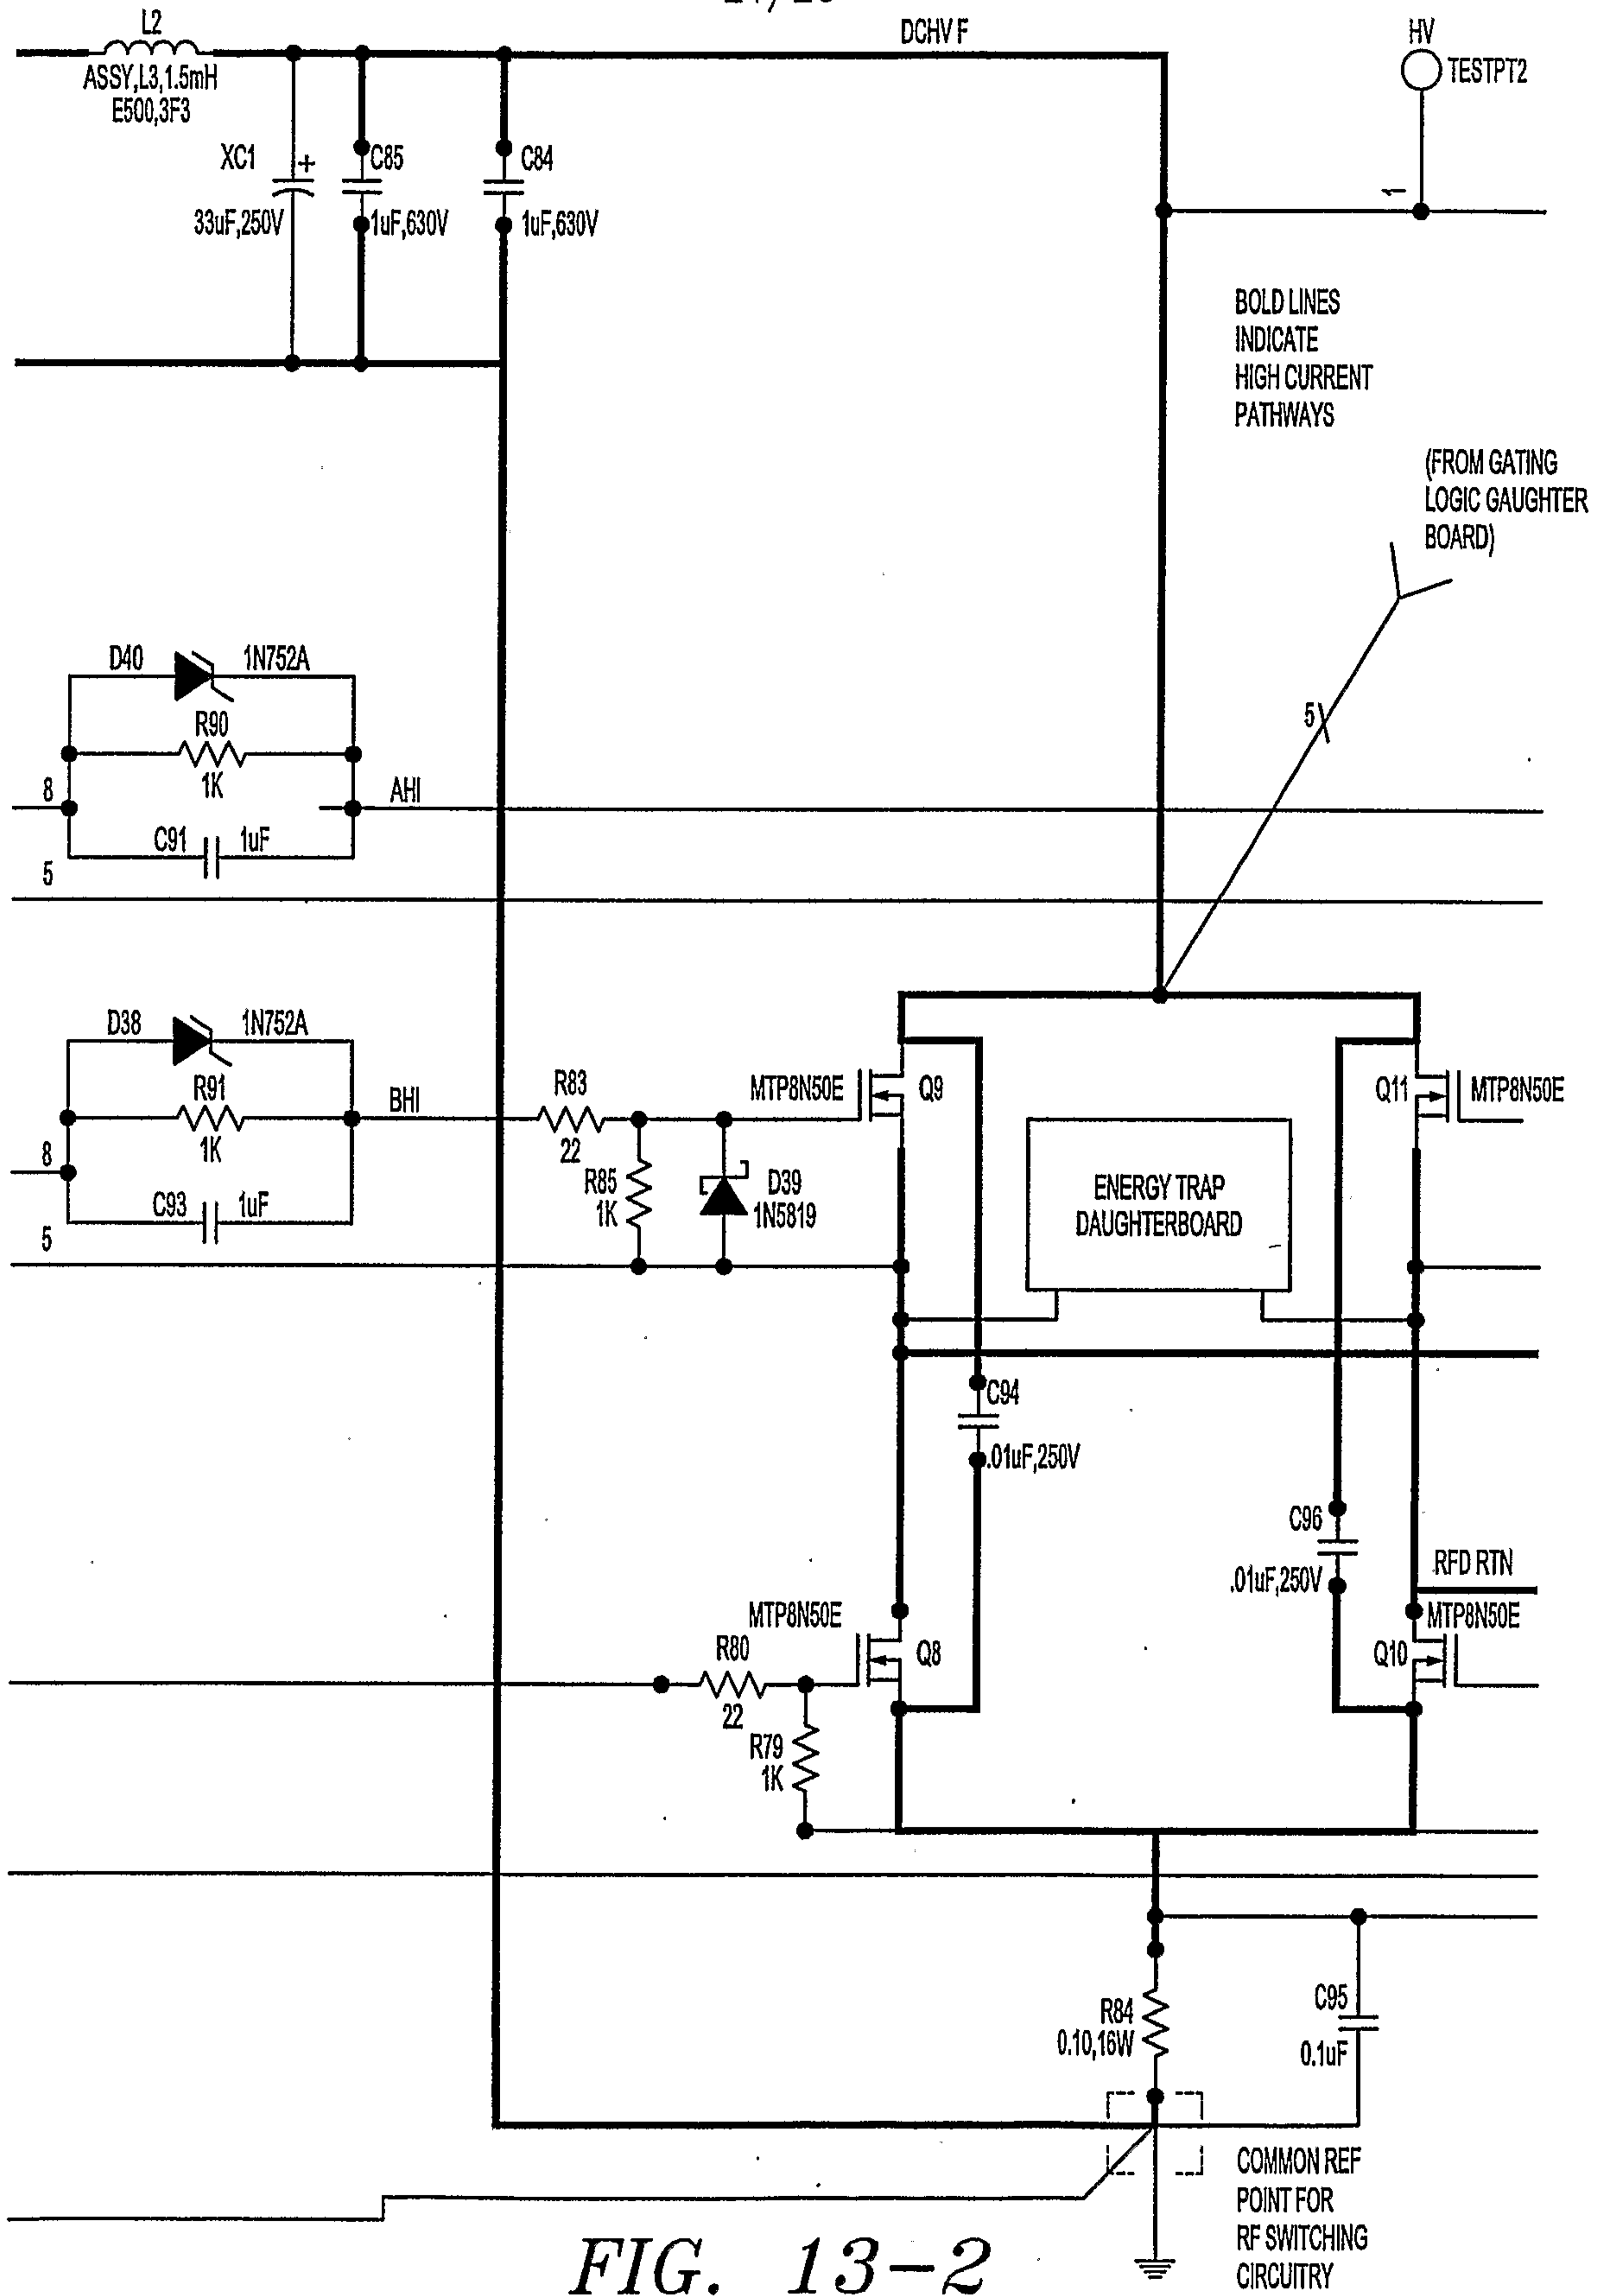 L2
DCHV F
HV
ASSY,L3,1.5mH
E500,3F3
TESTPT2
XC1
+
C85
C84
33uF,250V
1uF,630V
1uF,630V
1
BOLD LINES
INDICATE
HIGH CURRENT
PATHWAYS
(FROM GATING
LOGIC GAUGHTER
BOARD)
5
D40
1N752A
R90
1K
8
AHI
C91
1uF
5
D38
1N752A
R91
1K
BHI
8
C93
1uF
5
R83
22
R85
1K
D39
1N5819
MTP8N50E
Q9
Q11
MTP8N50E
ENERGY TRAP
DAUGHTERBOARD
C94
.01uF,250V
C96
.01uF,250V
RFD RTN
MTP8N50E
Q8
Q10
MTP8N50E
R80
22
R79
1K
R84
0.10,16W
C95
0.1uF
COMMON REF
POINT FOR
RF SWITCHING
CIRCUITRY
FIG. 13-2